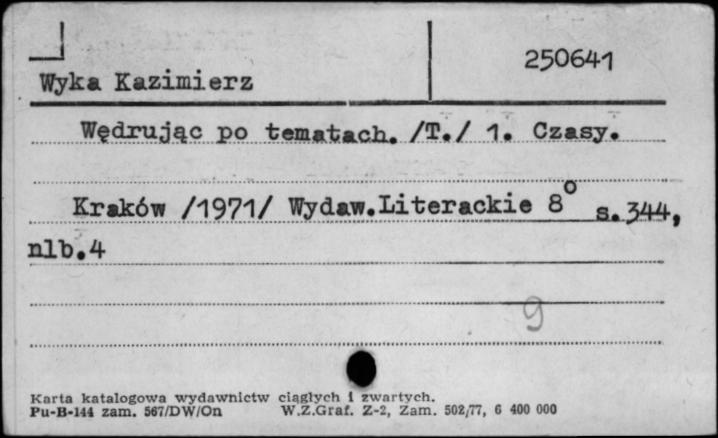 250641
Wyka Kazimierz
Wędrując po tematach. /T./ 1. Czasy.
Kraków /1971/ Wydaw.Literackie 8° s.344,
nlb.4
9
Karta katalogowa wydawnictw ciągłych i zwartych.
Pu-B-144 zam. 567/DW/On W.Z.Graf. Z-2, Zam. 502/77, 6 400 000